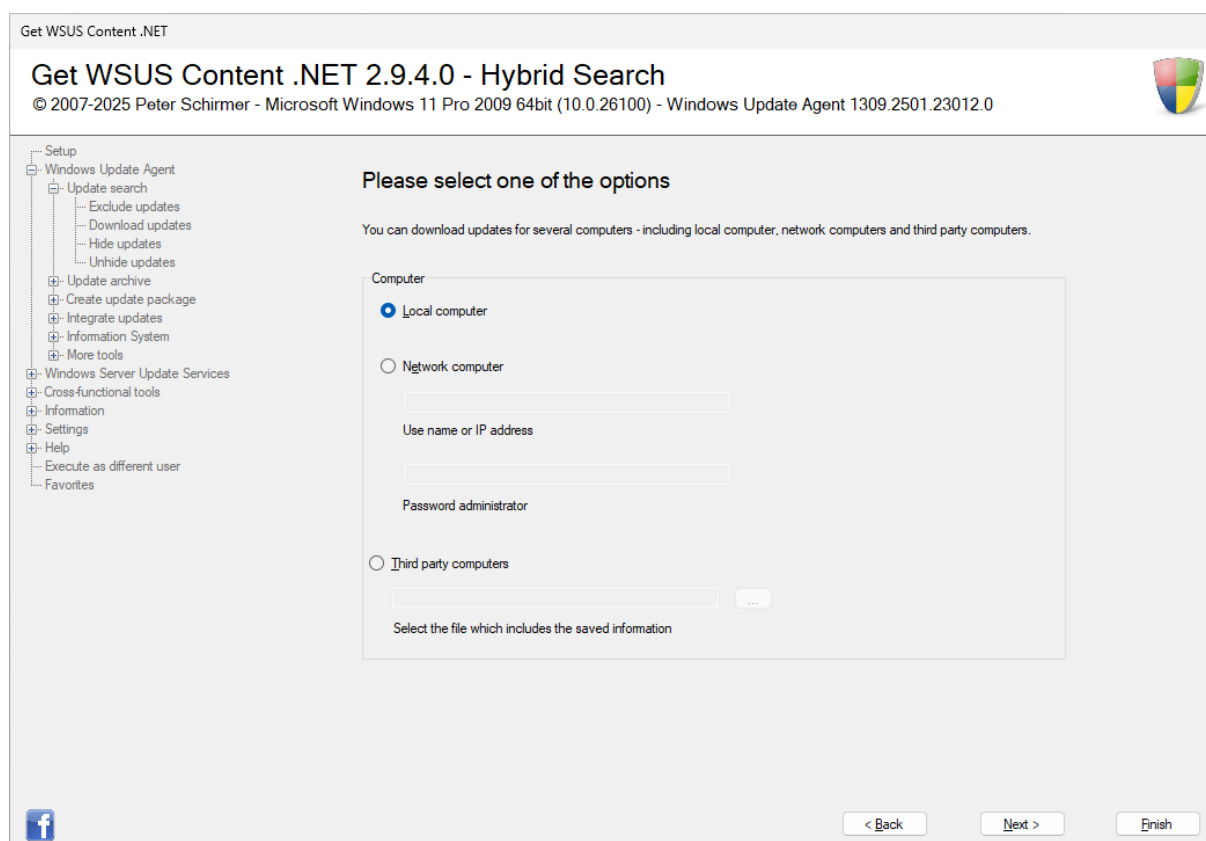 Get WSUS Content .NET
Get WSUS Content .NET 2.9.4.0 - Hybrid Search
© 2007-2025 Peter Schirmer - Microsoft Windows 11 Pro 2009 64bit (10.0.26100) - Windows Update Agent 1309.2501.23012.0
Setup
Windows Update Agent
Update search
Exclude updates
Download updates
Hide updates
Unhide updates
Update archive
Create update package
Integrate updates
Information System
More tools
Windows Server Update Services
Cross-functional tools
Information
Settings
Help
Execute as different user
Favorites
Please select one of the options
You can download updates for several computers - including local computer, network computers and third party computers.
Computer
Local computer
Network computer
Use name or IP address
Password administrator
Third party computers
...
Select the file which includes the saved information
f
< Back
Next >
Finish